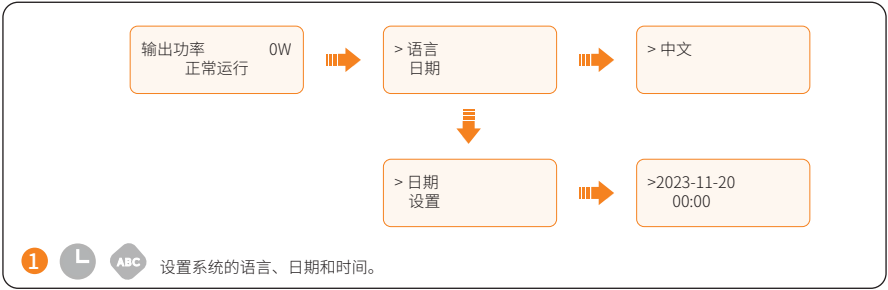 输出功率 0W
正常运行
> 语言
日期
> 中文
> 日期
设置
>2023-11-20
00:00
1 ABC 设置系统的语言、日期和时间。